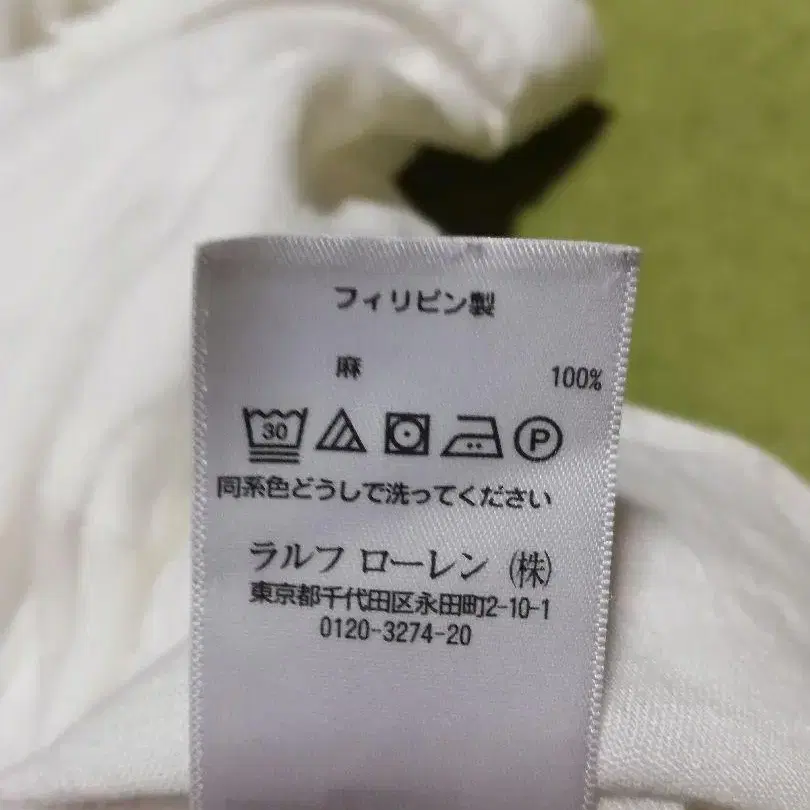 フィリピン製
麻 100%
30 P
同系色どうしで洗ってください
ラルフ ローレン (株)
東京都千代田区永田町2-10-1
0120-3274-20